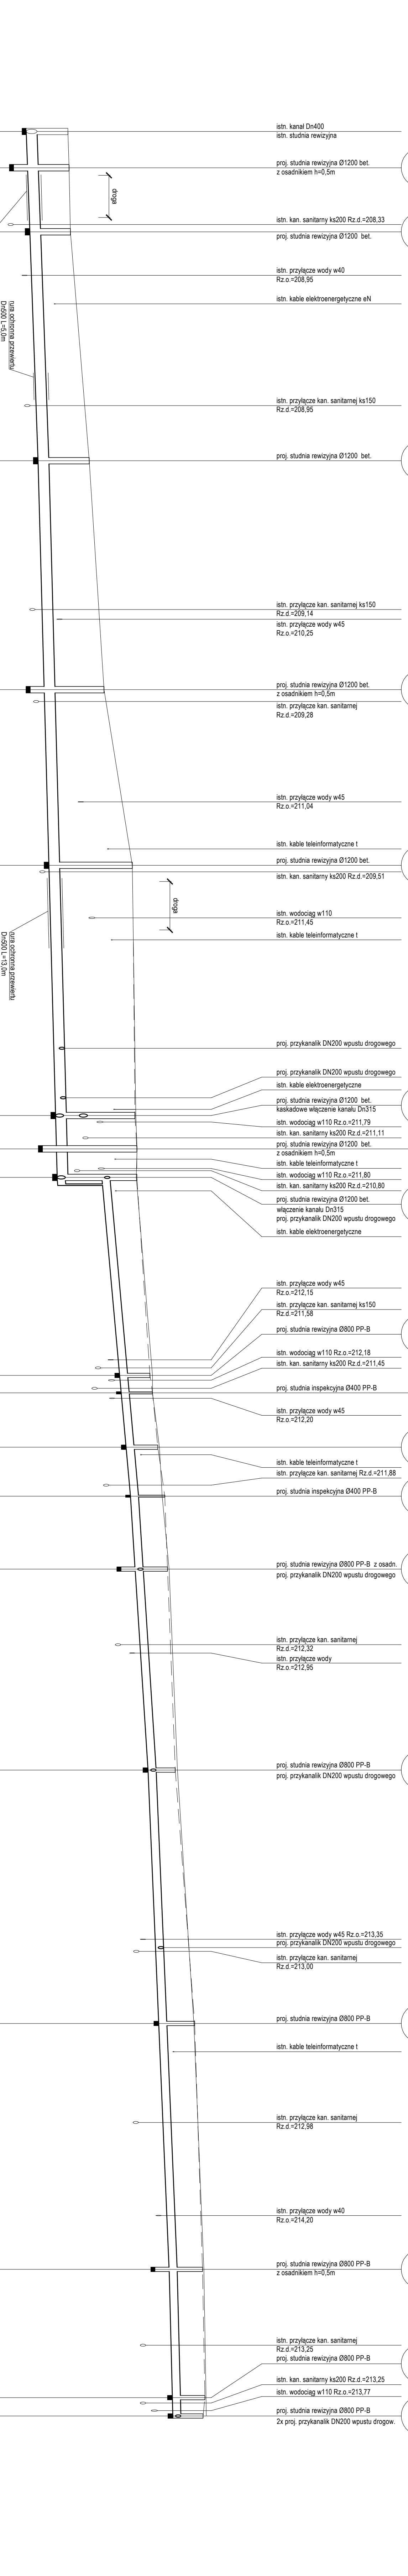 istn. kanał Dn400
istn. studnia rewizyjna
proj. studnia rewizyjna Ø1200 bet.
z osadnikiem h=0,5m
droga
istn. kan. sanitarny ks200 Rz.d.=208,33
proj. studnia rewizyjna Ø1200  bet.
istn. przyłącze wody w40
Rz.o.=208,95
istn. kable elektroenergetyczne eN
rura ochronna przewiertu
Dn500 L=5,0m
istn. przyłącze kan. sanitarnej ks150
Rz.d.=208,95
proj. studnia rewizyjna Ø1200  bet.
istn. przyłącze kan. sanitarnej ks150
Rz.d.=209,14
istn. przyłącze wody w45
Rz.o.=210,25
proj. studnia rewizyjna Ø1200 bet.
z osadnikiem h=0,5m
istn. przyłącze kan. sanitarnej
Rz.d.=209,28
istn. przyłącze wody w45
Rz.o.=211,04
istn. kable teleinformatyczne t
proj. studnia rewizyjna Ø1200 bet.
istn. kan. sanitarny ks200 Rz.d.=209,51
droga
istn. wodociąg w110
Rz.o.=211,45
istn. kable teleinformatyczne t
rura ochronna przewiertu
Dn500 L=13,0m
proj. przykanalik DN200 wpustu drogowego
proj. przykanalik DN200 wpustu drogowego
istn. kable elektroenergetyczne
proj. studnia rewizyjna Ø1200  bet.
kaskadowe włączenie kanału Dn315
istn. wodociąg w110 Rz.o.=211,79
istn. kan. sanitarny ks200 Rz.d.=211,11
proj. studnia rewizyjna Ø1200  bet.
z osadnikiem h=0,5m
istn. kable teleinformatyczne t
istn. wodociąg w110 Rz.o.=211,80
istn. kan. sanitarny ks200 Rz.d.=210,80
proj. studnia rewizyjna Ø1200 bet.
włączenie kanału Dn315
proj. przykanalik DN200 wpustu drogowego
istn. kable elektroenergetyczne
istn. przyłącze wody w45
Rz.o.=212,15
istn. przyłącze kan. sanitarnej ks150
Rz.d.=211,58
proj. studnia rewizyjna Ø800 PP-B
istn. wodociąg w110 Rz.o.=212,18
istn. kan. sanitarny ks200 Rz.d.=211,45
proj. studnia inspekcyjna Ø400 PP-B
istn. przyłącze wody w45
Rz.o.=212,20
istn. kable teleinformatyczne t
istn. przyłącze kan. sanitarnej Rz.d.=211,88
proj. studnia inspekcyjna Ø400 PP-B
proj. studnia rewizyjna Ø800 PP-B  z osadn.
proj. przykanalik DN200 wpustu drogowego
istn. przyłącze kan. sanitarnej
Rz.d.=212,32
istn. przyłącze wody
Rz.o.=212,95
proj. studnia rewizyjna Ø800 PP-B
proj. przykanalik DN200 wpustu drogowego
istn. przyłącze wody w45 Rz.o.=213,35
proj. przykanalik DN200 wpustu drogowego
istn. przyłącze kan. sanitarnej
Rz.d.=213,00
proj. studnia rewizyjna Ø800 PP-B
istn. kable teleinformatyczne t
istn. przyłącze kan. sanitarnej
Rz.d.=212,98
istn. przyłącze wody w40
Rz.o.=214,20
proj. studnia rewizyjna Ø800 PP-B
z osadnikiem h=0,5m
istn. przyłącze kan. sanitarnej
Rz.d.=213,25
proj. studnia rewizyjna Ø800 PP-B
istn. kan. sanitarny ks200 Rz.d.=213,25
istn. wodociąg w110 Rz.o.=213,77
proj. studnia rewizyjna Ø800 PP-B
2x proj. przykanalik DN200 wpustu drogow.